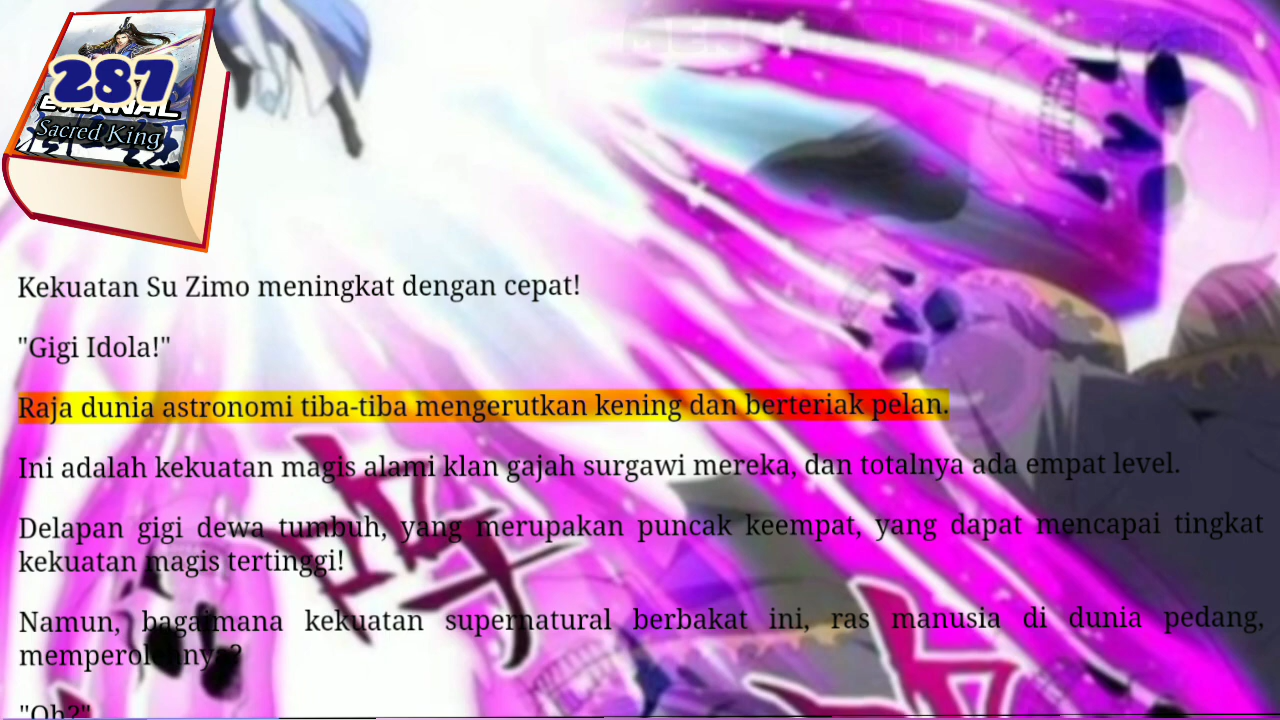 287
ETERNAL
Sacred King
Kekuatan Su Zimo meningkat dengan cepat!
"Gigi Idola!"
Raja dunia astronomi tiba-tiba mengerutkan kening dan berteriak pelan.
Ini adalah kekuatan magis alami klan gajah surgawi mereka, dan totalnya ada empat level.
Delapan gigi dewa tumbuh, yang merupakan puncak keempat, yang dapat mencapai tingkat
kekuatan magis tertinggi!
Namun, bagaimana kekuatan supernatural berbakat ini, ras manusia di dunia pedang,
memperolehnya?
"Oh?"